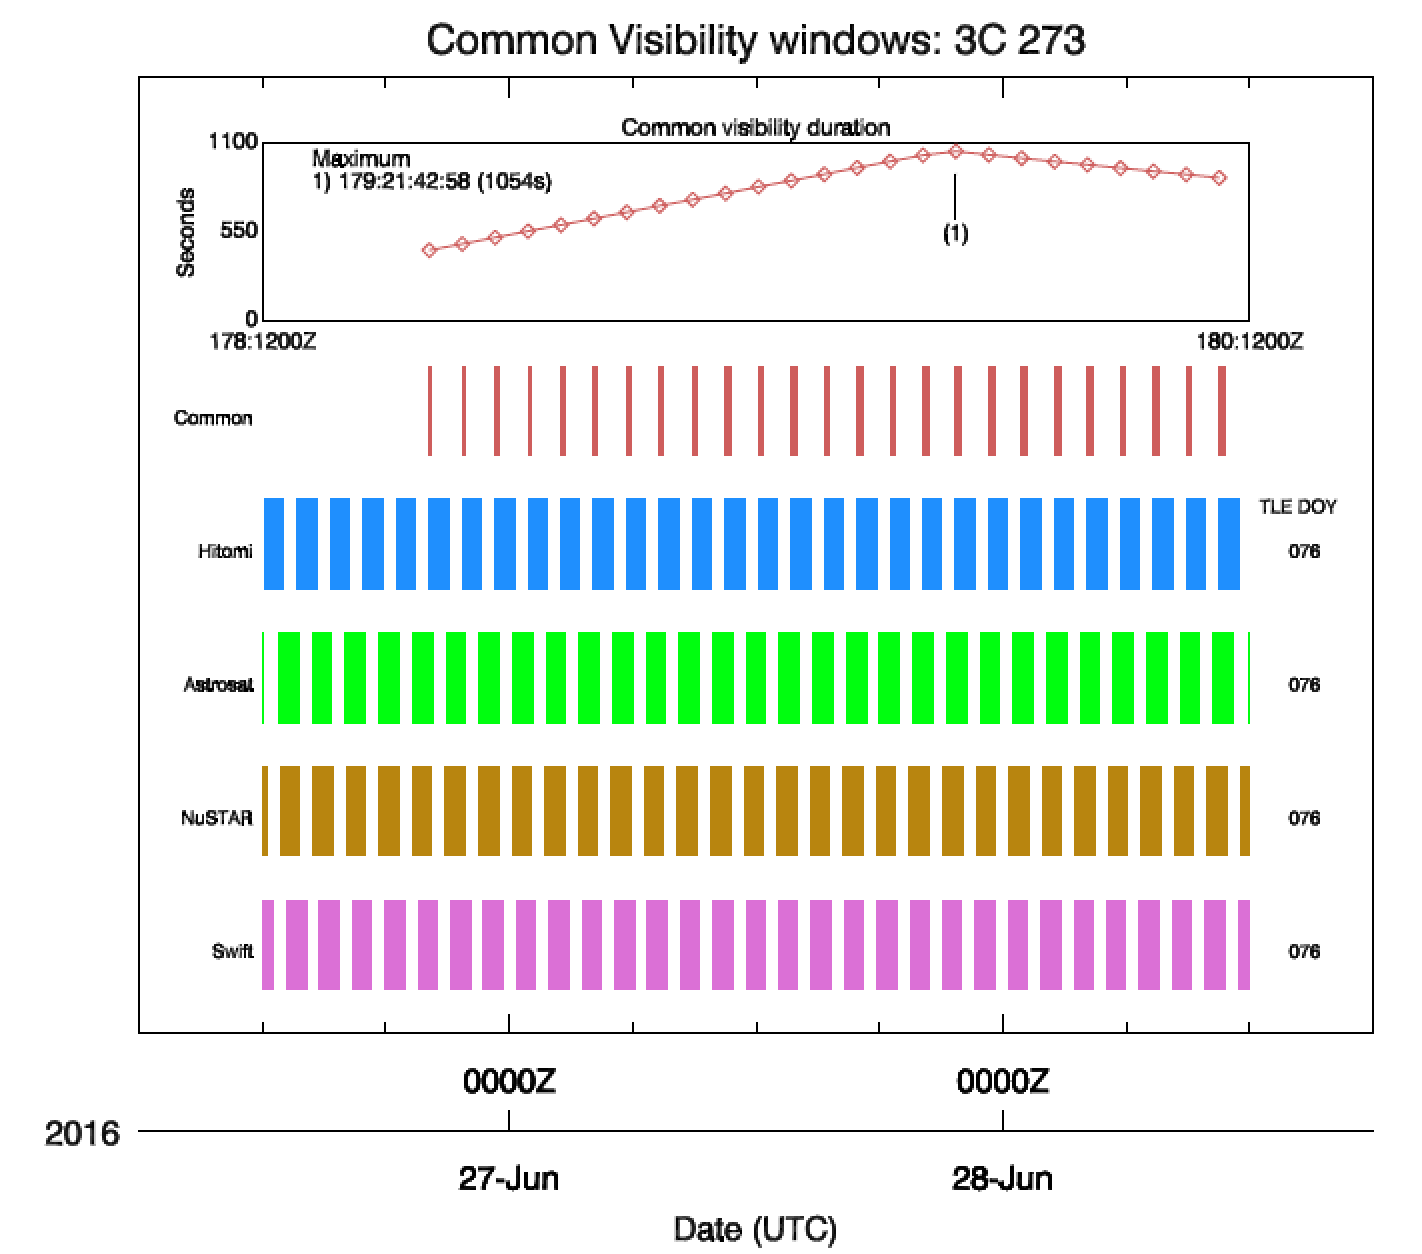 Common Visibility windows: 3C 273
Common visibility duration
1100
Maximum
1) 179:21:42:58 (1054s)
Seconds
550
(1)
0
178:1200Z 180:1200Z
Common
TLE DOY
Hitomi 076
Astrosat 076
NuSTAR 076
Swift 076
0000Z 0000Z
2016
27-Jun 28-Jun
Date (UTC)